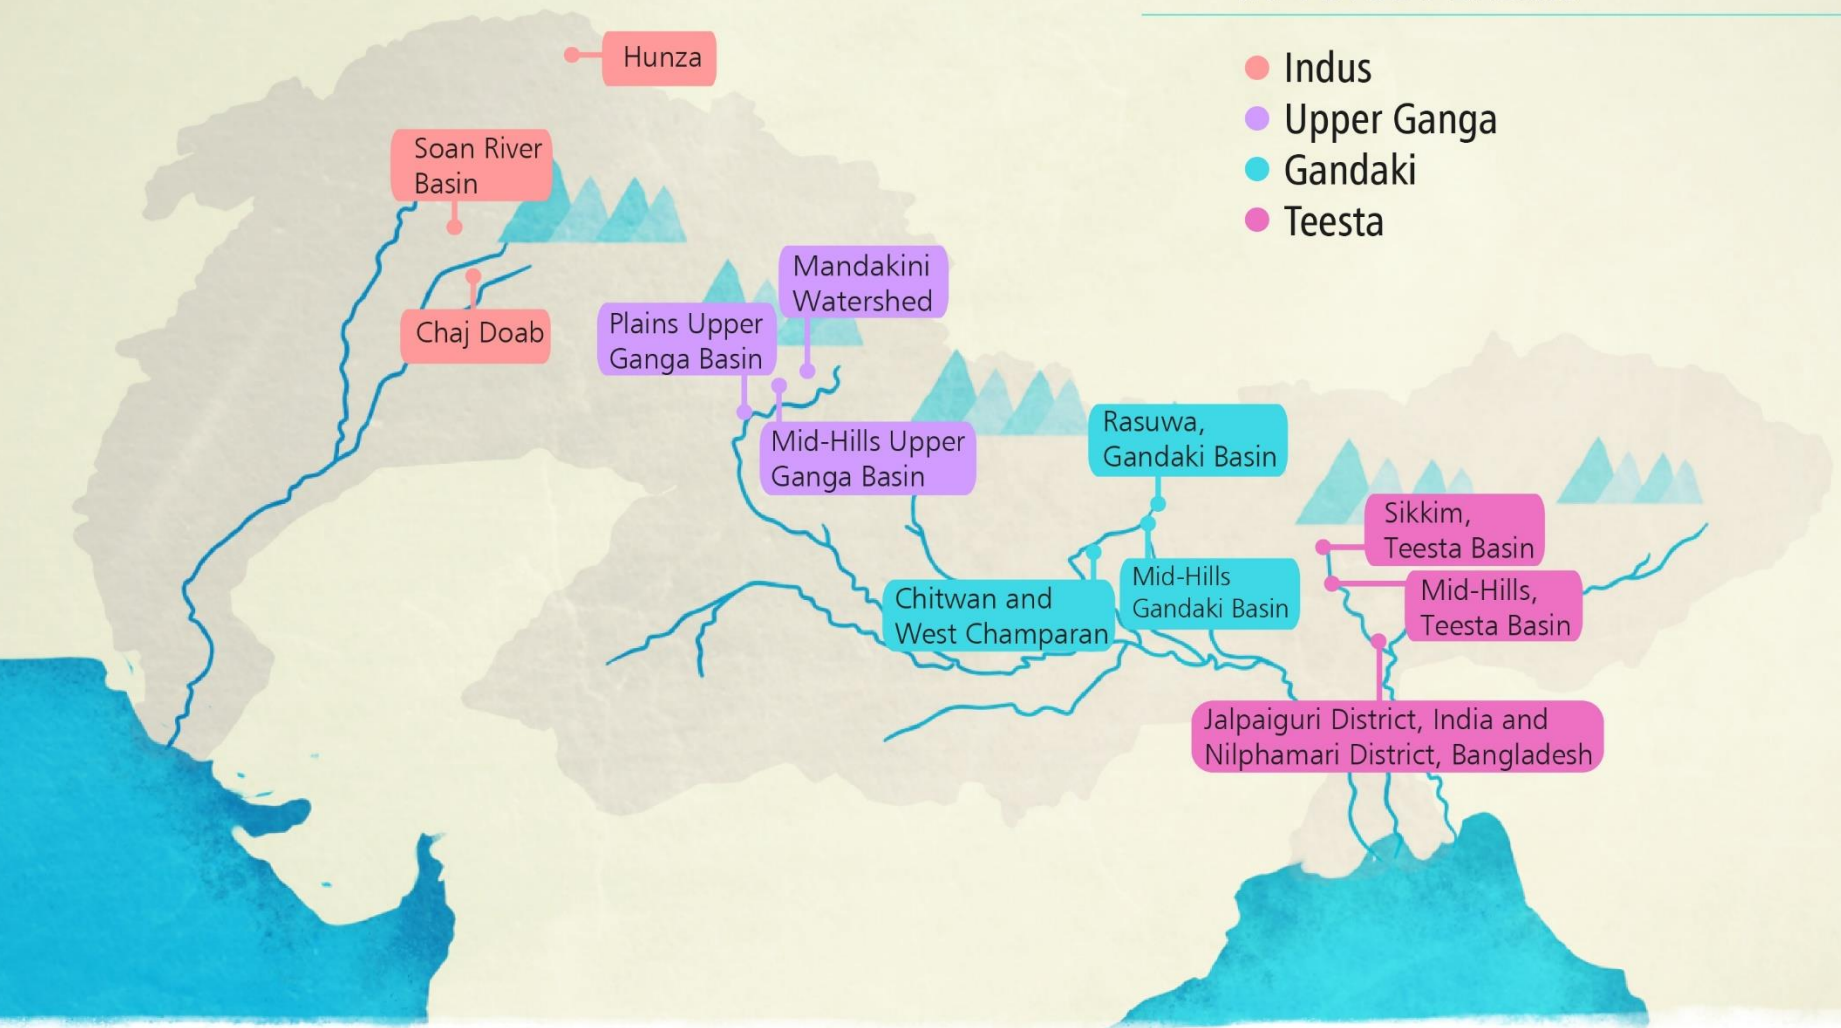 Hunza
Indus
Upper Ganga
Gandaki
Teesta
Soan River
Basin
Chaj Doab
Mandakini
Watershed
Plains Upper
Ganga Basin
Mid-Hills Upper
Ganga Basin
Rasuwa,
Gandaki Basin
Mid-Hills
Gandaki Basin
Chitwan and
West Champaran
Sikkim,
Teesta Basin
Mid-Hills,
Teesta Basin
Jalpaiguri District, India and
Nilphamari District, Bangladesh